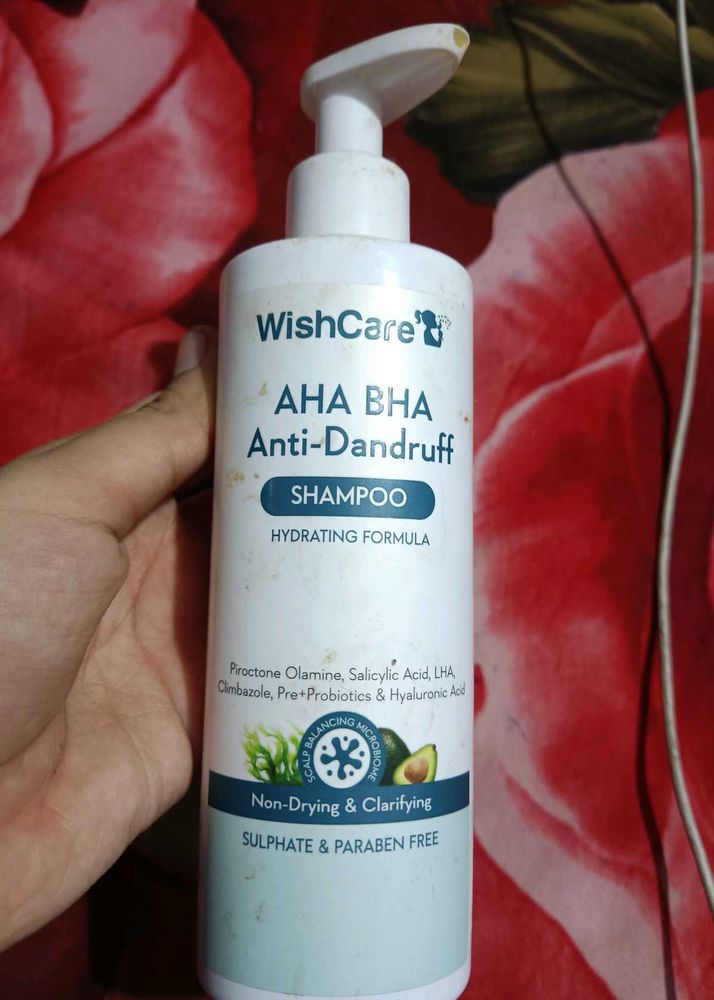 WishCare
AHA BHA
Anti-Dandruff
SHAMPOO
HYDRATING FORMULA
Piroctone Olamine, Salicylic Acid, LHA,
Climbazole, Pre+Probiotics & Hyaluronic Acid
SCALP BALANCING MICROBIOME
Non-Drying & Clarifying
SULPHATE & PARABEN FREE